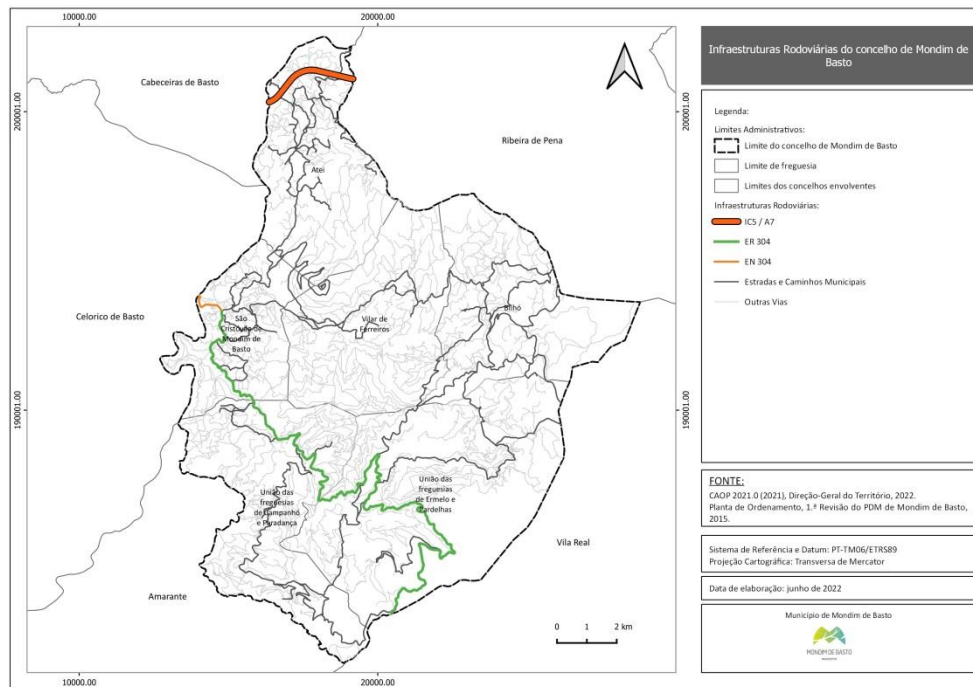 10000.00
20000.00
200001.00
200001.00
190001.00
190001.00
Cabeceiras de Basto
Ribeira de Pena
Atei
Celorico de Basto
São
Cristóvão de
Mondim de
Basto
Vilar de
Ferreiros
Bilhó
União das
freguesias
de Campanhó
e Paradança
União das
freguesias
de Ermelo e
Pardelhas
Vila Real
Amarante
0 1 2 km
10000.00
20000.00
Infraestruturas Rodoviárias do concelho de Mondim de
Basto
Legenda:
Limites Administrativos:
Limite do concelho de Mondim de Basto
Limite de freguesia
Limites dos concelhos envolventes
Infraestruturas Rodoviárias:
IC5 / A7
ER 304
EN 304
Estradas e Caminhos Municipais
Outras Vias
FONTE:
CAOP 2021.0 (2021), Direção-Geral do Território, 2022.
Planta de Ordenamento, 1.ª Revisão do PDM de Mondim de Basto,
2015.
Sistema de Referência e Datum: PT-TM06/ETRS89
Projeção Cartográfica: Transversa de Mercator
Data de elaboração: junho de 2022
Município de Mondim de Basto
MONDIM DE BASTO